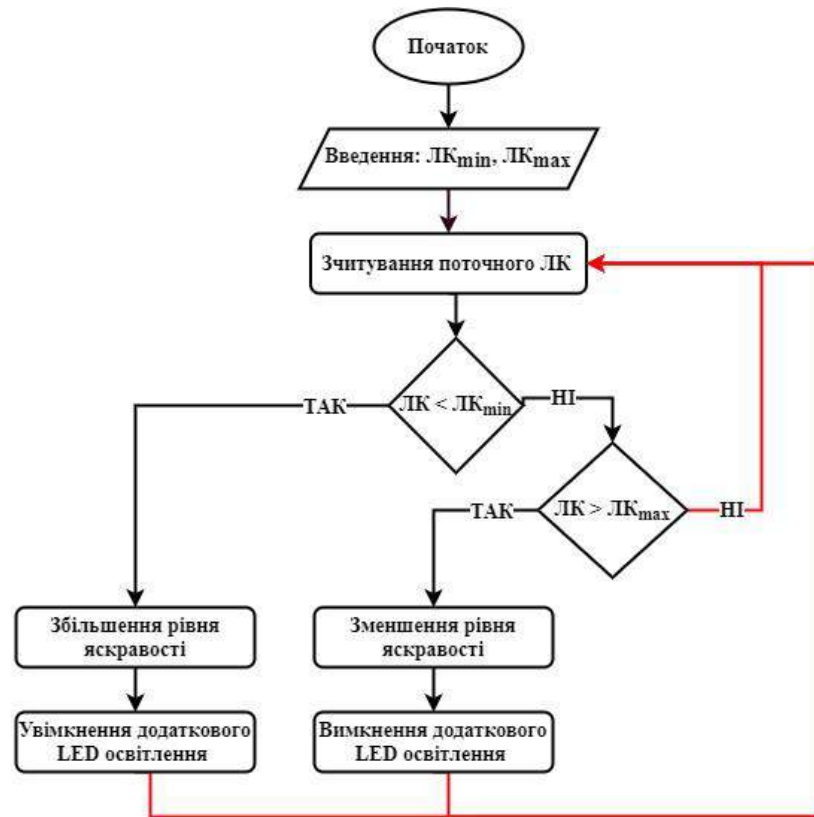 Початок
Введення: ЛКmin, ЛКmax
Зчитування поточного ЛК
ЛК < ЛКmin
ТАК
НІ
ЛК > ЛКmax
ТАК
НІ
Збільшення рівня
яскравості
Зменшення рівня
яскравості
Увімкнення додаткового
LED освітлення
Вимкнення додаткового
LED освітлення